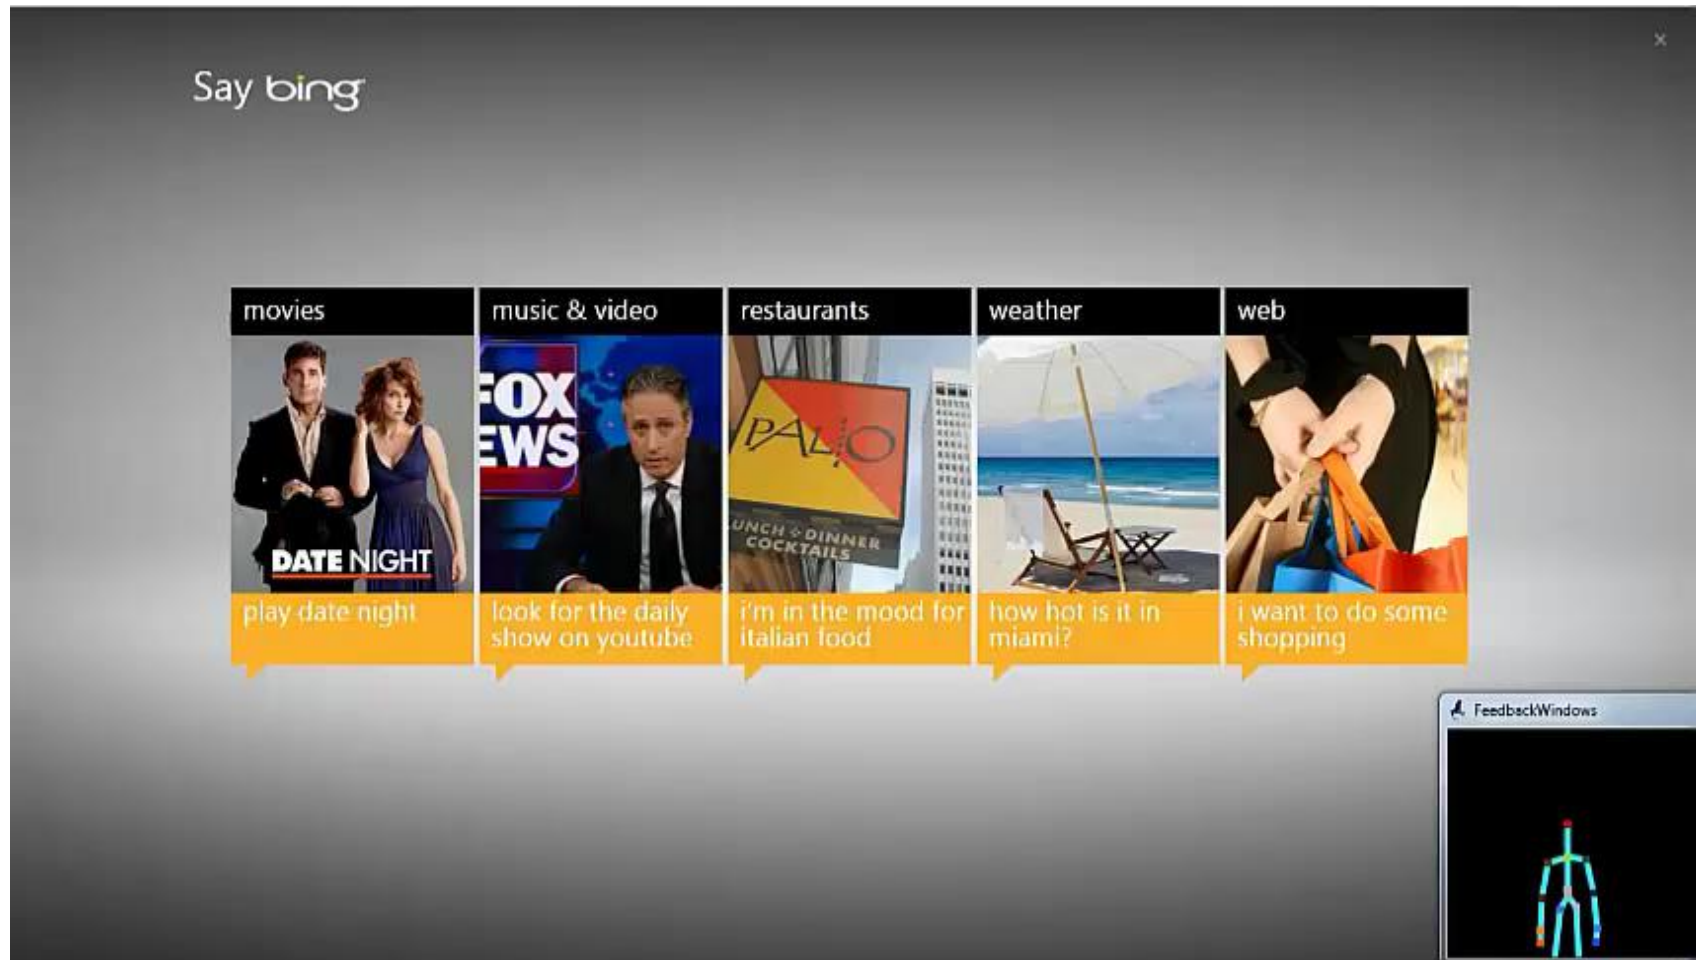 Say bing
movies
music & video
restaurants
weather
web
DATE NIGHT
FOX
EWS
PALIO
LUNCH & DINNER
COCKTAILS
play date night
look for the daily
show on youtube
i'm in the mood for
italian food
how hot is it in
miami?
i want to do some
shopping
FeedbackWindows